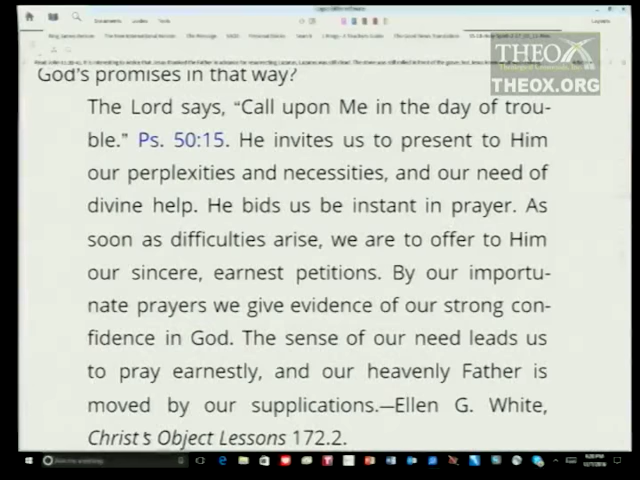 THEOX
THEOX.ORG
God's promises in that way?
The Lord says, “Call upon Me in the day of trou-
ble.” Ps. 50:15. He invites us to present to Him
our perplexities and necessities, and our need of
divine help. He bids us be instant in prayer. As
soon as difficulties arise, we are to offer to Him
our sincere, earnest petitions. By our importu-
nate prayers we give evidence of our strong con-
fidence in God. The sense of our need leads us
to pray earnestly, and our heavenly Father is
moved by our supplications.—Ellen G. White,
Christ's Object Lessons 172.2.